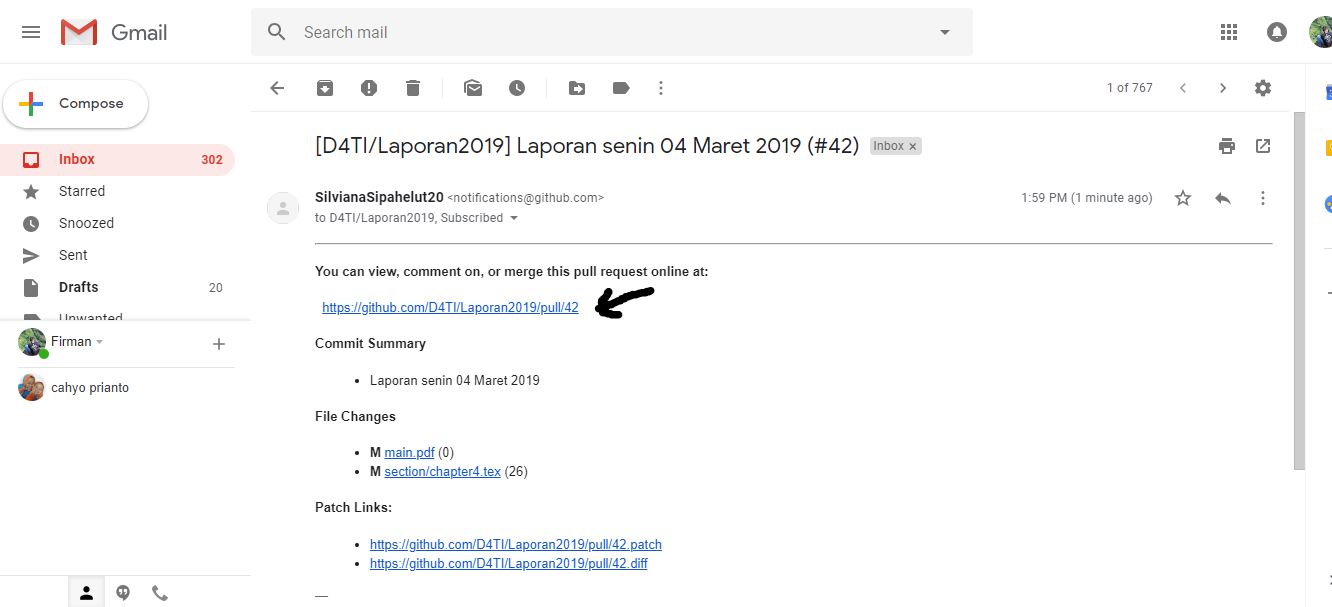 Gmail
Search mail
Compose
1 of 767
Inbox 302
Starred
Snoozed
Sent
Drafts 20
Unwanted
Firman
cahyo prianto
[D4TI/Laporan2019] Laporan senin 04 Maret 2019 (#42) Inbox x
SilvianaSipahelut20 <notifications@github.com> 1:59 PM (1 minute ago)
to D4TI/Laporan2019, Subscribed
You can view, comment on, or merge this pull request online at:
https://github.com/D4TI/Laporan2019/pull/42
Commit Summary
• Laporan senin 04 Maret 2019
File Changes
• M main.pdf (0)
• M section/chapter4.tex (26)
Patch Links:
• https://github.com/D4TI/Laporan2019/pull/42.patch
• https://github.com/D4TI/Laporan2019/pull/42.diff
—